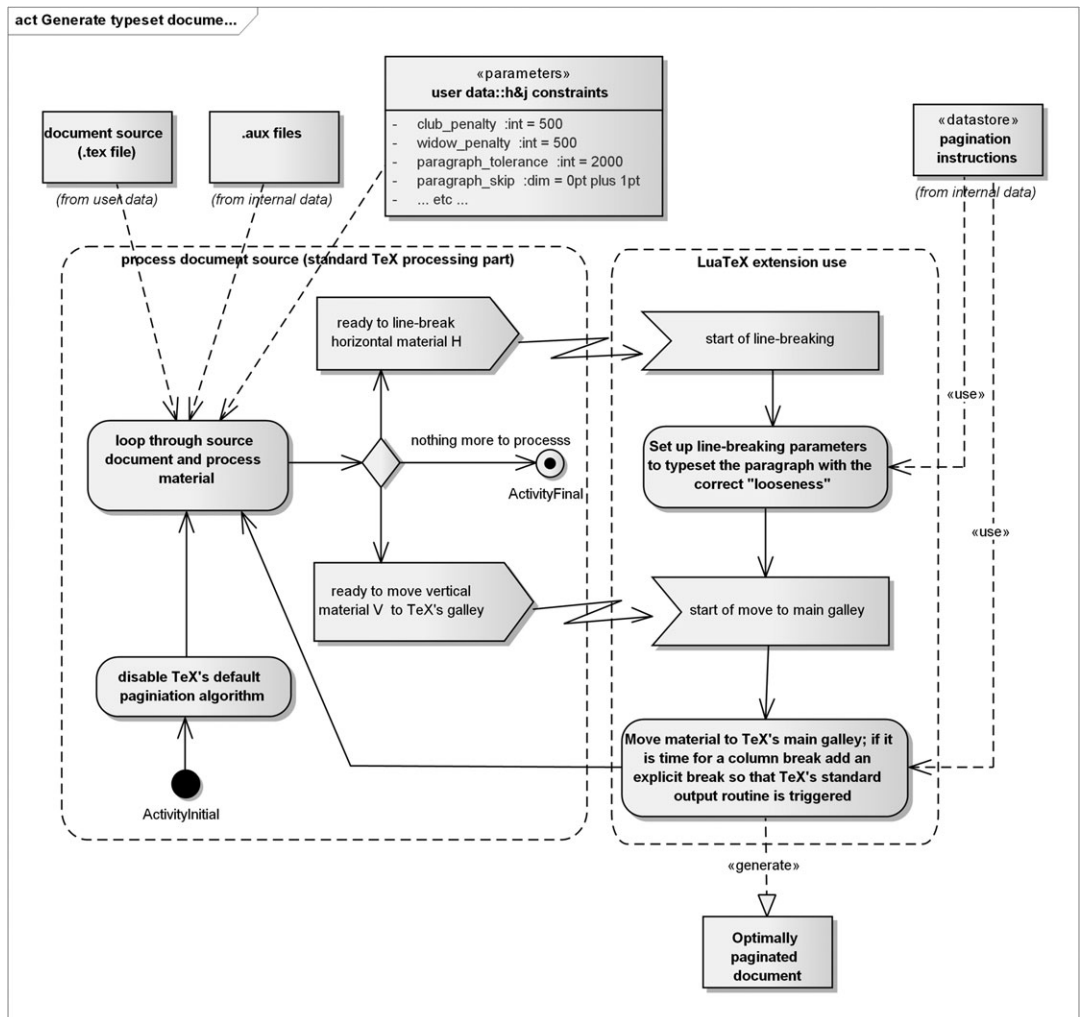 act Generate typeset docume...
«parameters»
user data::h&j constraints
- club_penalty :int = 500
- widow_penalty :int = 500
- paragraph_tolerance :int = 2000
- paragraph_skip :dim = 0pt plus 1pt
- ... etc ...
document source
(.tex file)
(from user data)
.aux files
(from internal data)
«datastore»
pagination
instructions
(from internal data)
process document source (standard TeX processing part)
LuaTeX extension use
ready to line-break
horizontal material H
start of line-breaking
«use»
loop through source
document and process
material
nothing more to processs
ActivityFinal
Set up line-breaking parameters
to typeset the paragraph with the
correct "looseness"
«use»
ready to move vertical
material V to TeX's galley
start of move to main galley
disable TeX's default
paginiation algorithm
ActivityInitial
Move material to TeX's main galley; if it
is time for a column break add an
explicit break so that TeX's standard
output routine is triggered
«generate»
Optimally
paginated
document